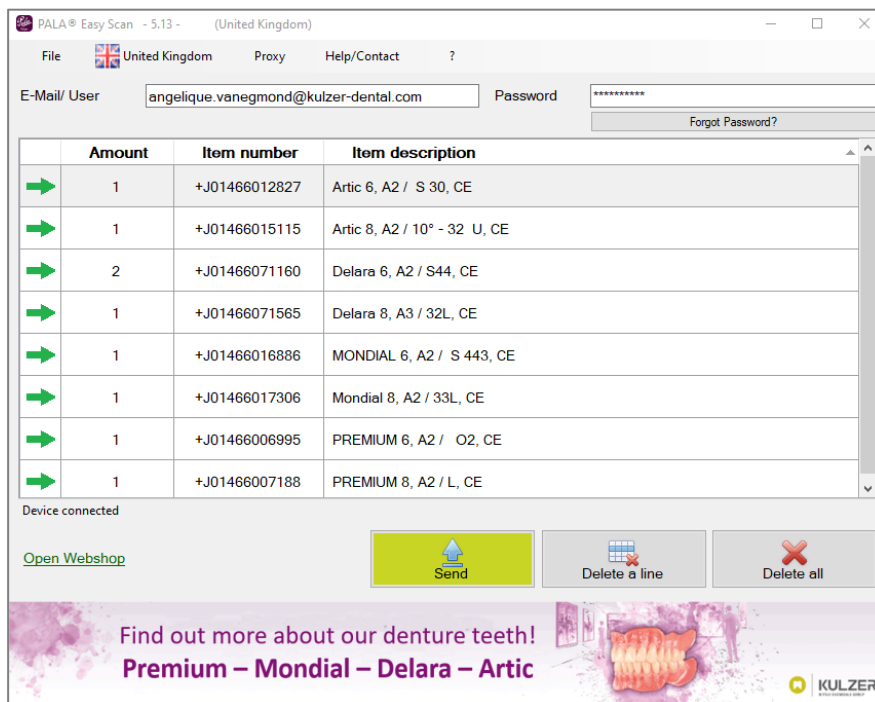 PALA® Easy Scan - 5.13 - (United Kingdom)
File United Kingdom Proxy Help/Contact ?
E-Mail/ User angelique.vanegmond@kulzer-dental.com Password **********
Forgot Password?
Amount Item number Item description
1 +J01466012827 Artic 6, A2 / S 30, CE
1 +J01466015115 Artic 8, A2 / 10° - 32 U, CE
2 +J01466071160 Delara 6, A2 / S44, CE
1 +J01466071565 Delara 8, A3 / 32L, CE
1 +J01466016886 MONDIAL 6, A2 / S 443, CE
1 +J01466017306 Mondial 8, A2 / 33L, CE
1 +J01466006995 PREMIUM 6, A2 / O2, CE
1 +J01466007188 PREMIUM 8, A2 / L, CE
Device connected
Open Webshop Send Delete a line Delete all
Find out more about our denture teeth!
Premium – Mondial – Delara – Artic
KULZER